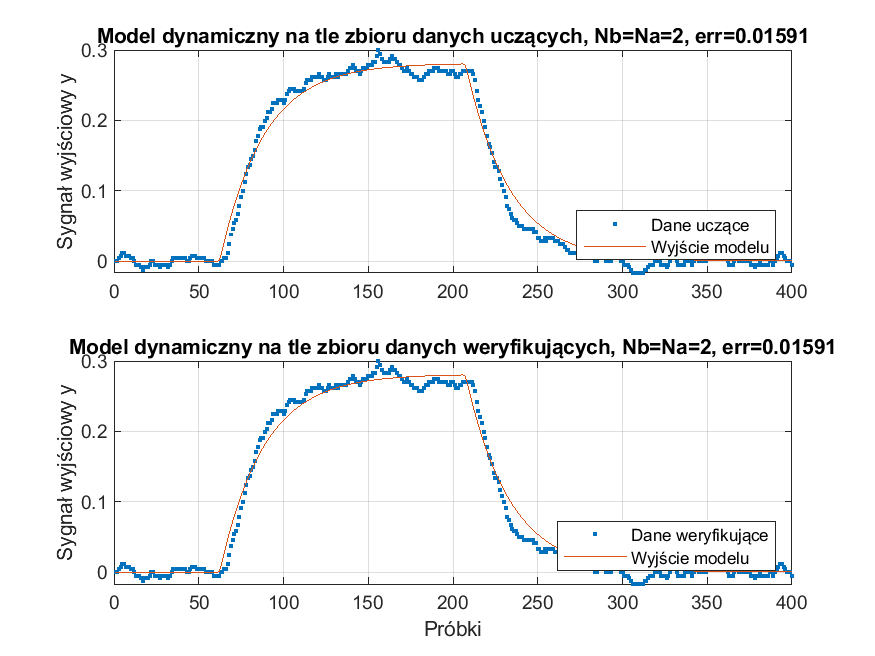 Model dynamiczny na tle zbioru danych uczących, Nb=Na=2, err=0.01591
0.3
0.2
0.1
0
Sygnał wyjściowy y
Dane uczące
Wyjście modelu
0 50 100 150 200 250 300 350 400
Model dynamiczny na tle zbioru danych weryfikujących, Nb=Na=2, err=0.01591
0.3
0.2
0.1
0
Sygnał wyjściowy y
Dane weryfikujące
Wyjście modelu
0 50 100 150 200 250 300 350 400
Próbki